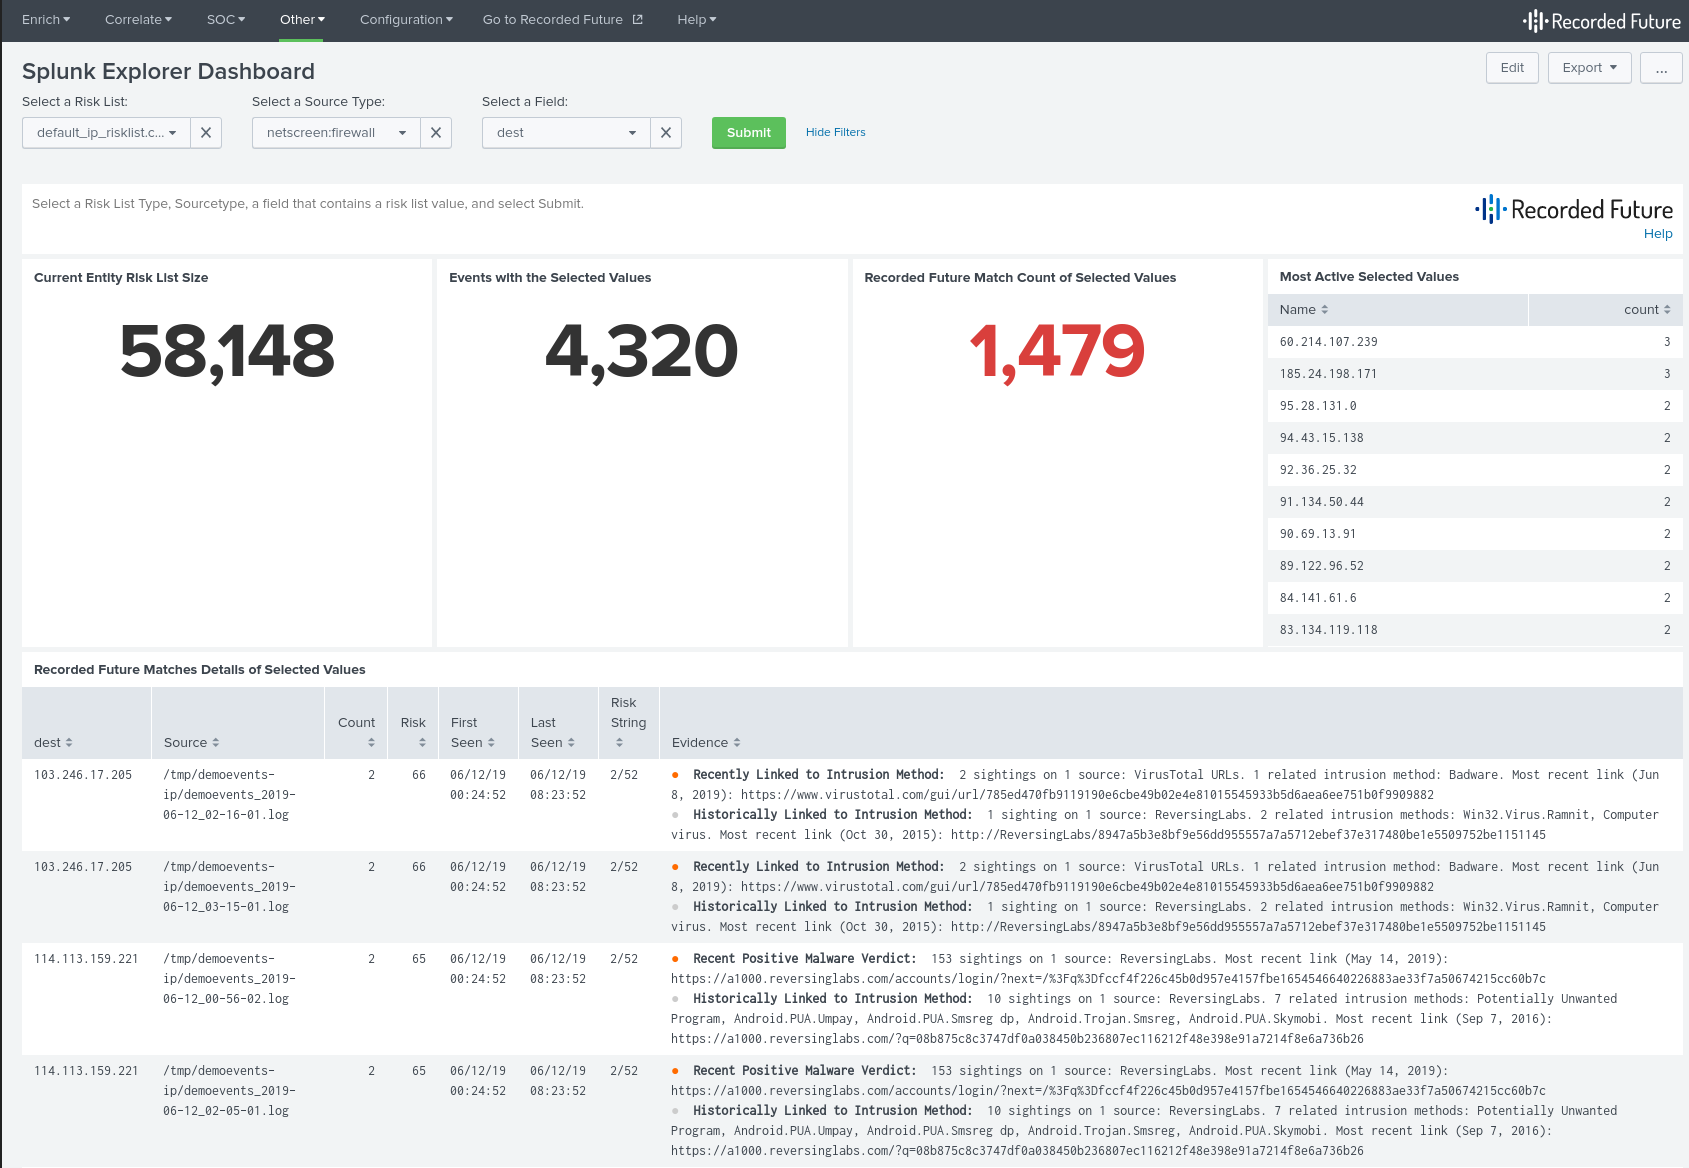 Enrich Correlate SOC Other Configuration Go to Recorded Future Help Recorded Future
Splunk Explorer Dashboard Edit Export ...
Select a Risk List: Select a Source Type: Select a Field:
default_ip_risklist.c... netscreen:firewall dest Submit Hide Filters
Select a Risk List Type, Sourcetype, a field that contains a risk list value, and select Submit.
Recorded Future
Help
Current Entity Risk List Size
58,148
Events with the Selected Values
4,320
Recorded Future Match Count of Selected Values
1,479
Most Active Selected Values
Name count
60.214.107.239 3
185.24.198.171 3
95.28.131.0 2
94.43.15.138 2
92.36.25.32 2
91.134.50.44 2
90.69.13.91 2
89.122.96.52 2
84.141.61.6 2
83.134.119.118 2
Recorded Future Matches Details of Selected Values
dest Source Count Risk First Seen Last Seen Risk String Evidence
103.246.17.205 /tmp/demoevents- 2 66 06/12/19 06/12/19 2/52 Recently Linked to Intrusion Method: 2 sightings on 1 source: VirusTotal URLs. 1 related intrusion method: Badware. Most recent link (Jun
ip/demoevents_2019- 00:24:52 08:23:52 8, 2019): https://www.virustotal.com/gui/url/785ed470fb9119190e6cbe49b02e4e81015545933b5d6aea6ee751b0f9909882
06-12_02-16-01.log Historically Linked to Intrusion Method: 1 sighting on 1 source: ReversingLabs. 2 related intrusion methods: Win32.Virus.Ramnit, Computer
virus. Most recent link (Oct 30, 2015): http://ReversingLabs/8947a5b3e8bf9e56dd955557a7a5712ebef37e317480be1e5509752be1151145
103.246.17.205 /tmp/demoevents- 2 66 06/12/19 06/12/19 2/52 Recently Linked to Intrusion Method: 2 sightings on 1 source: VirusTotal URLs. 1 related intrusion method: Badware. Most recent link (Jun
ip/demoevents_2019- 00:24:52 08:23:52 8, 2019): https://www.virustotal.com/gui/url/785ed470fb9119190e6cbe49b02e4e81015545933b5d6aea6ee751b0f9909882
06-12_03-15-01.log Historically Linked to Intrusion Method: 1 sighting on 1 source: ReversingLabs. 2 related intrusion methods: Win32.Virus.Ramnit, Computer
virus. Most recent link (Oct 30, 2015): http://ReversingLabs/8947a5b3e8bf9e56dd955557a7a5712ebef37e317480be1e5509752be1151145
114.113.159.221 /tmp/demoevents- 2 65 06/12/19 06/12/19 2/52 Recent Positive Malware Verdict: 153 sightings on 1 source: ReversingLabs. Most recent link (May 14, 2019):
ip/demoevents_2019- 00:24:52 08:23:52 https://a1000.reversinglabs.com/accounts/login/?next=/%3Fq%3Dfccf4f226c45b0d957e4157fbe1654546640226883ae33f7a50674215cc60b7c
06-12_00-56-02.log Historically Linked to Intrusion Method: 10 sightings on 1 source: ReversingLabs. 7 related intrusion methods: Potentially Unwanted
Program, Android.PUA.Umpay, Android.PUA.Smsreg dp, Android.Trojan.Smsreg, Android.PUA.Skymobi. Most recent link (Sep 7, 2016):
https://a1000.reversinglabs.com/?q=08b875c8c3747df0a038450b236807ec116212f48e398e91a7214f8e6a736b26
114.113.159.221 /tmp/demoevents- 2 65 06/12/19 06/12/19 2/52 Recent Positive Malware Verdict: 153 sightings on 1 source: ReversingLabs. Most recent link (May 14, 2019):
ip/demoevents_2019- 00:24:52 08:23:52 https://a1000.reversinglabs.com/accounts/login/?next=/%3Fq%3Dfccf4f226c45b0d957e4157fbe1654546640226883ae33f7a50674215cc60b7c
06-12_02-05-01.log Historically Linked to Intrusion Method: 10 sightings on 1 source: ReversingLabs. 7 related intrusion methods: Potentially Unwanted
Program, Android.PUA.Umpay, Android.PUA.Smsreg dp, Android.Trojan.Smsreg, Android.PUA.Skymobi. Most recent link (Sep 7, 2016):
https://a1000.reversinglabs.com/?q=08b875c8c3747df0a038450b236807ec116212f48e398e91a7214f8e6a736b26